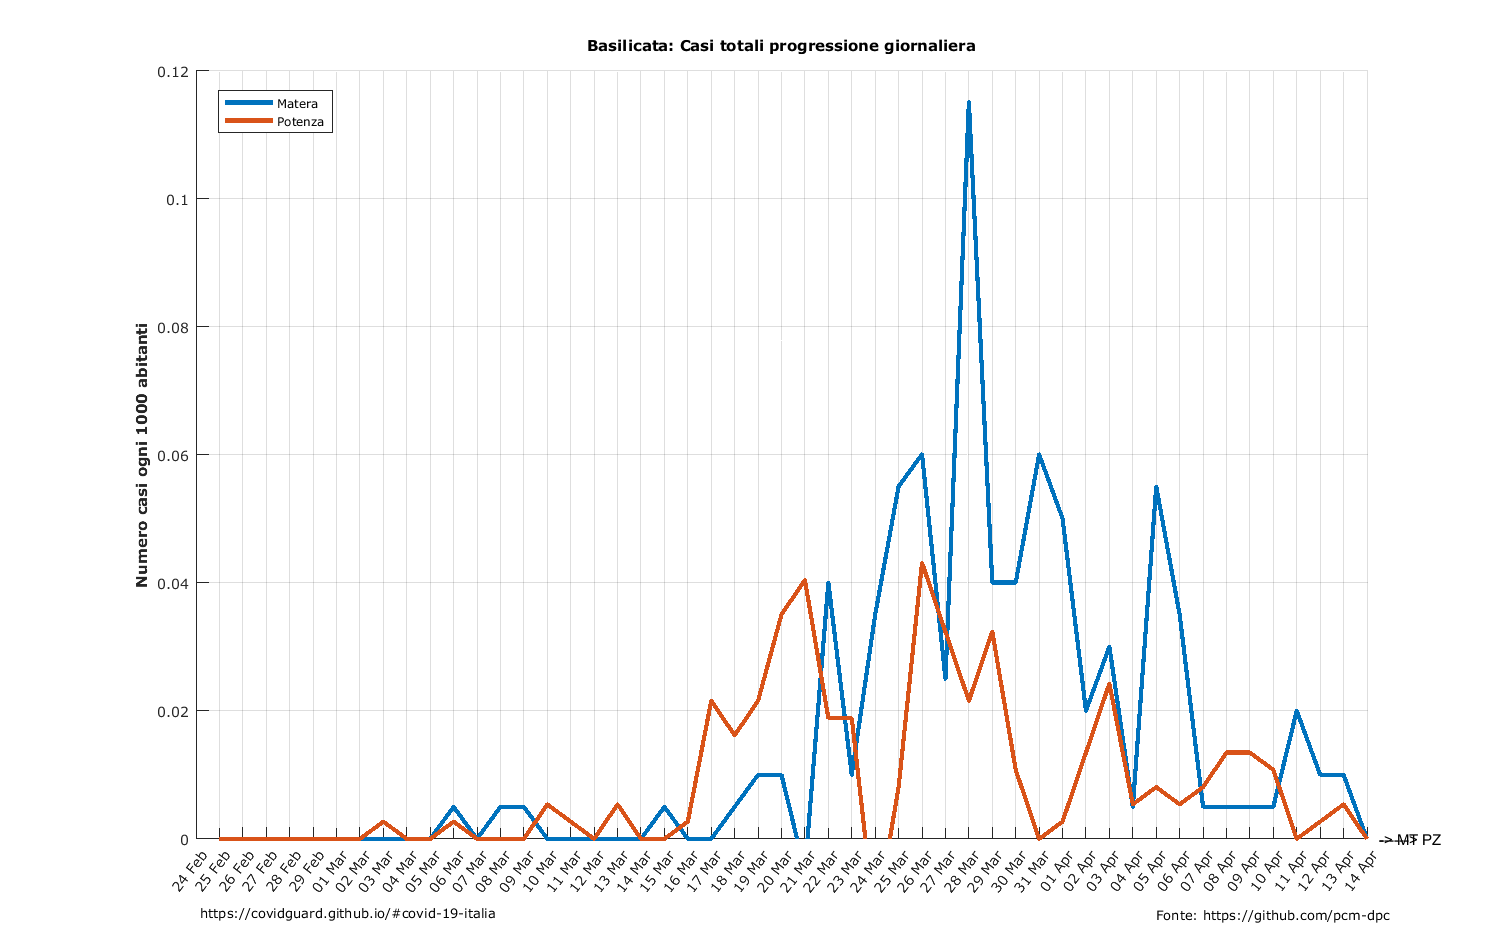 Basilicata: Casi totali progressione giornaliera
Numero casi ogni 1000 abitanti
0.12
0.1
0.08
0.06
0.04
0.02
0
Matera
Potenza
24 Feb
25 Feb
26 Feb
27 Feb
28 Feb
29 Feb
01 Mar
02 Mar
03 Mar
04 Mar
05 Mar
06 Mar
07 Mar
08 Mar
09 Mar
10 Mar
11 Mar
12 Mar
13 Mar
14 Mar
15 Mar
16 Mar
17 Mar
18 Mar
19 Mar
20 Mar
21 Mar
22 Mar
23 Mar
24 Mar
25 Mar
26 Mar
27 Mar
28 Mar
29 Mar
30 Mar
31 Mar
01 Apr
02 Apr
03 Apr
04 Apr
05 Apr
06 Apr
07 Apr
08 Apr
09 Apr
10 Apr
11 Apr
12 Apr
13 Apr
14 Apr
MT PZ
https://covidguard.github.io/#covid-19-italia
Fonte: https://github.com/pcm-dpc